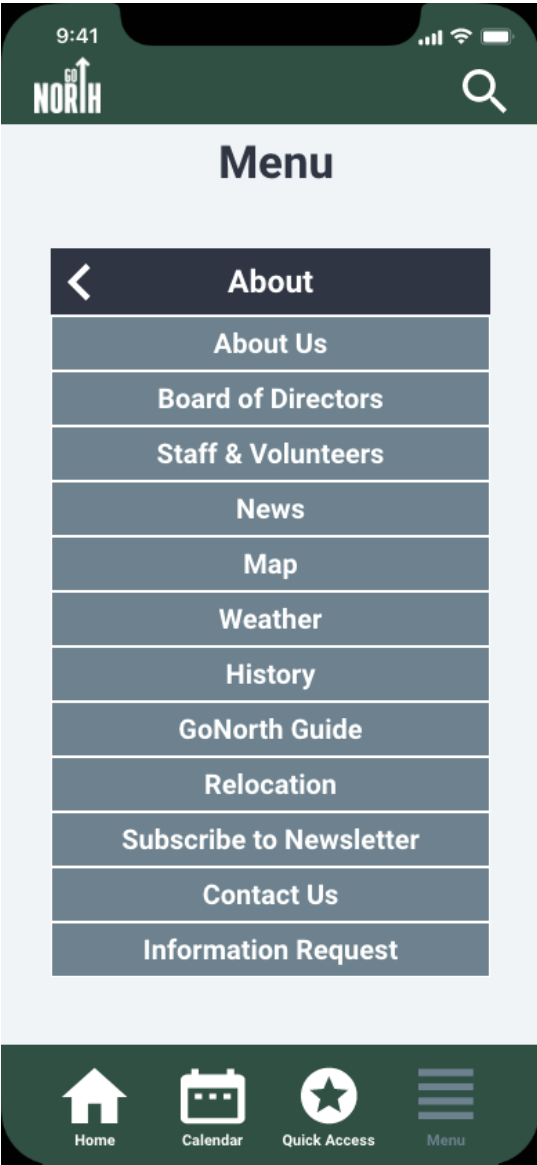 9:41
GO
NORTH
Menu
About
About Us
Board of Directors
Staff & Volunteers
News
Map
Weather
History
GoNorth Guide
Relocation
Subscribe to Newsletter
Contact Us
Information Request
Home Calendar Quick Access Menu